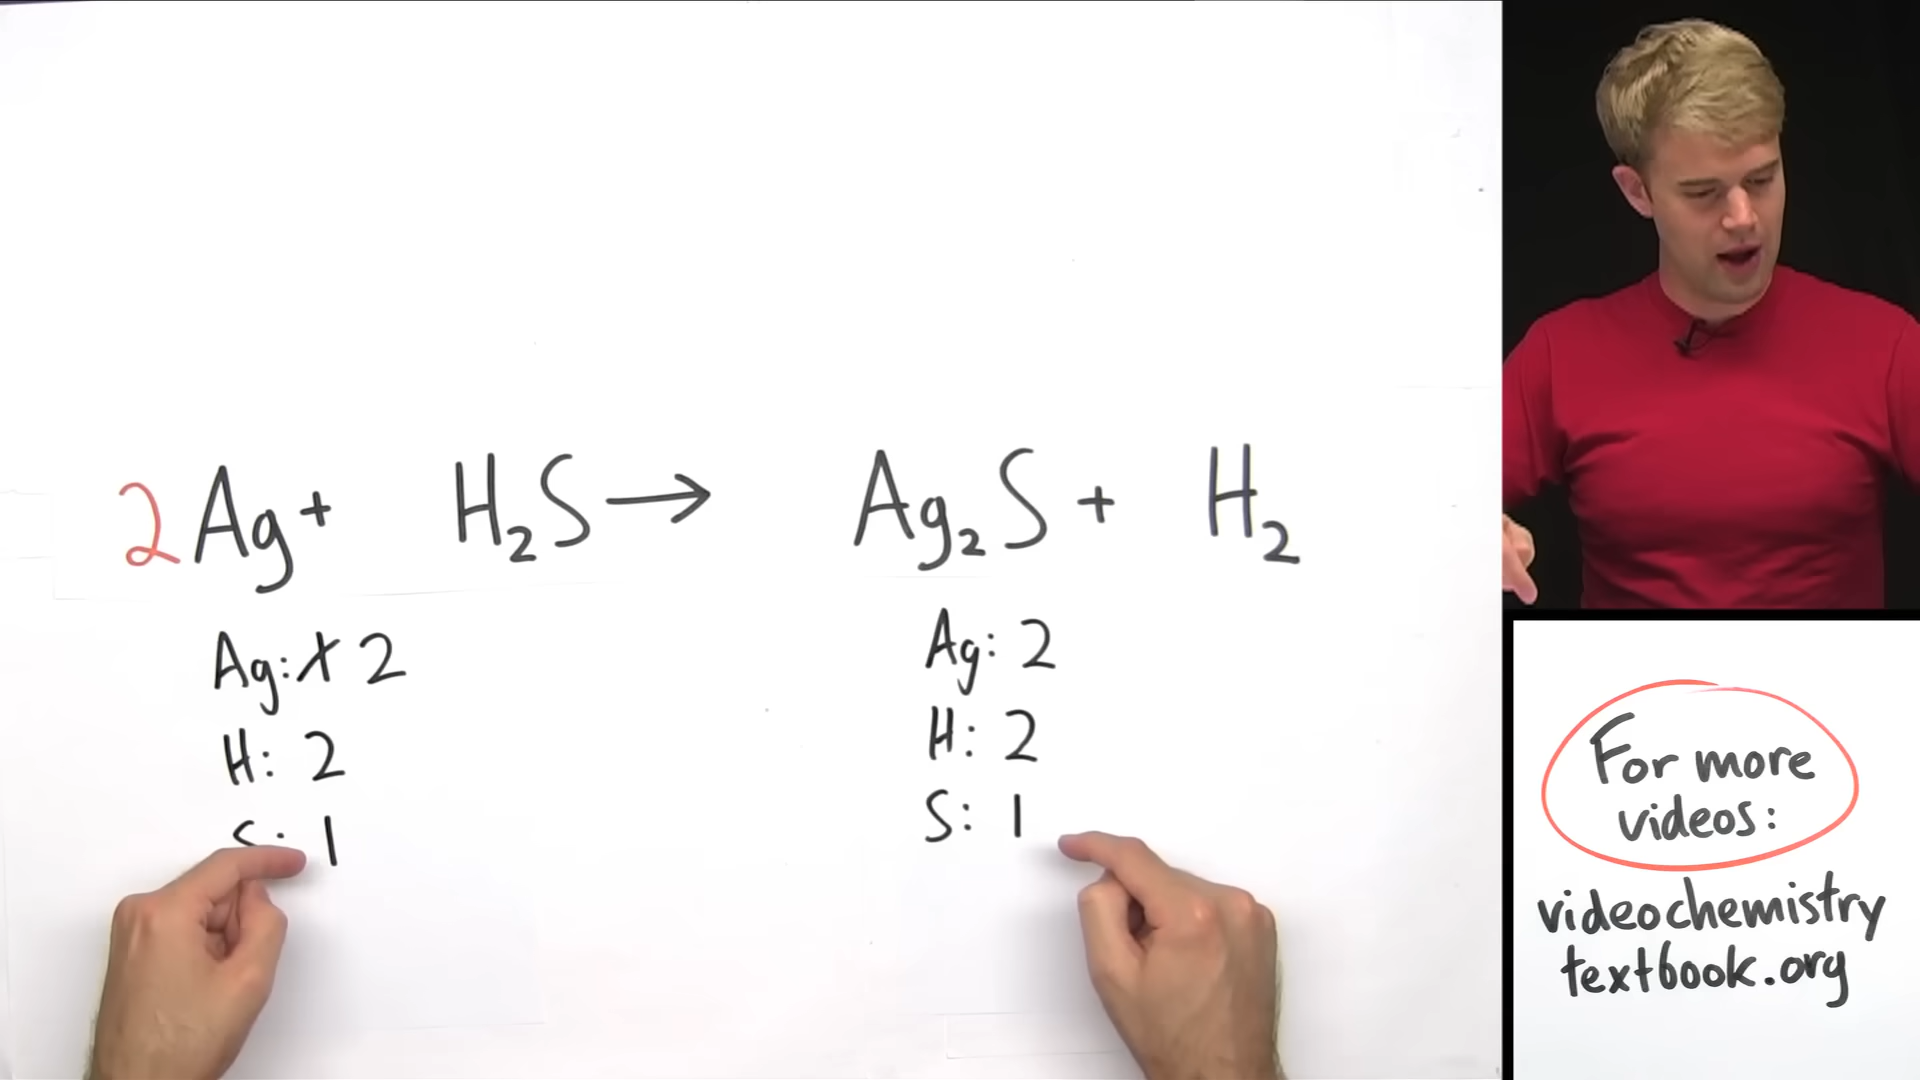 2Ag + H₂S → Ag₂S + H₂
Ag: 1 2
H: 2
S: 1
Ag: 2
H: 2
S: 1
For more
videos:
videochemistry
textbook.org